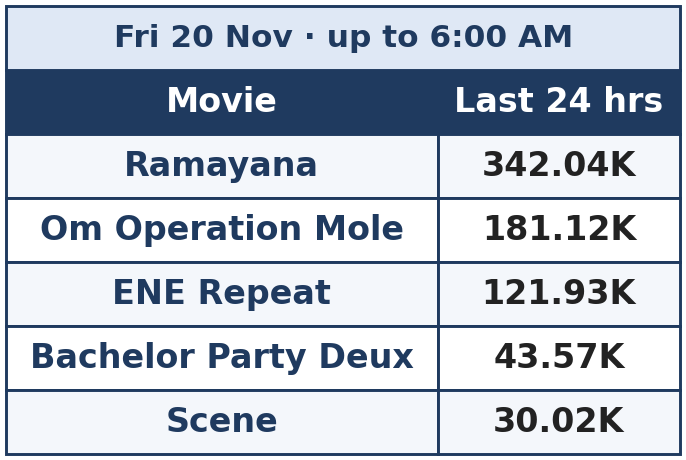 Fri 20 Nov · up to 6:00 AM
Movie Last 24 hrs
Ramayana 342.04K
Om Operation Mole 181.12K
ENE Repeat 121.93K
Bachelor Party Deux 43.57K
Scene 30.02K